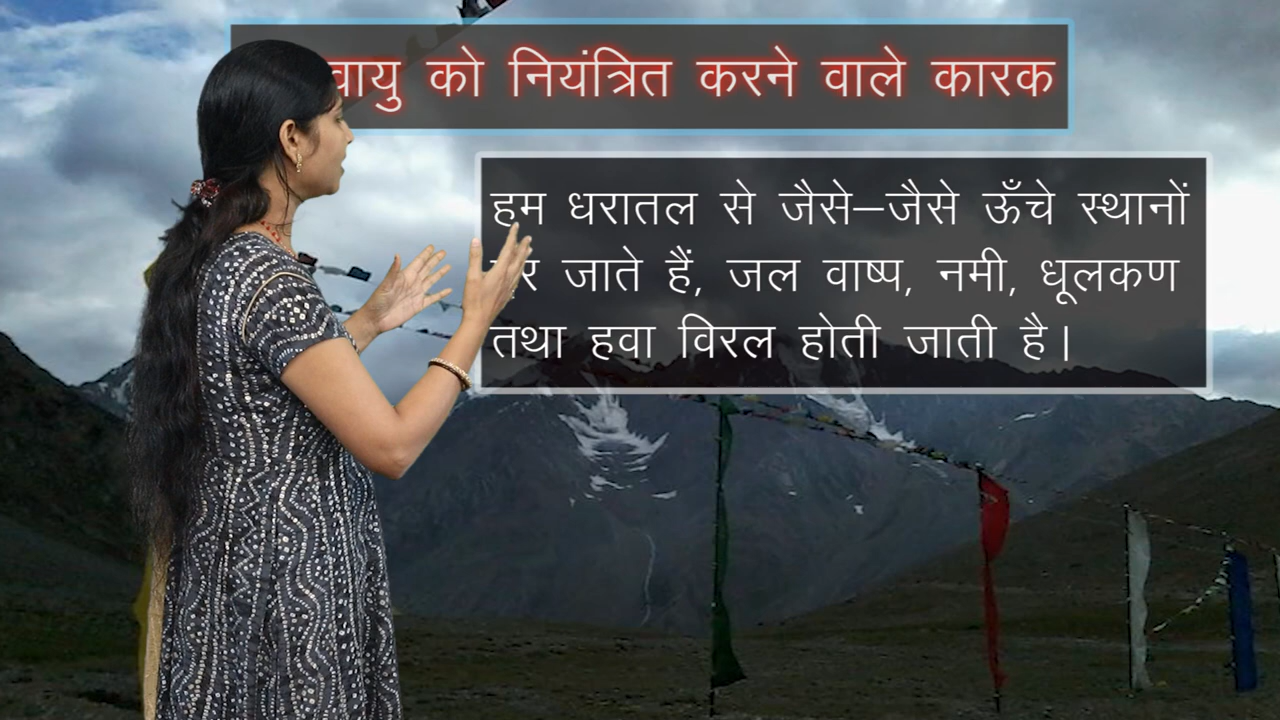 वायु को नियंत्रित करने वाले कारक
हम धरातल से जैसे–जैसे ऊँचे स्थानों
जाते हैं, जल वाष्प, नमी, धूलकण
तथा हवा विरल होती जाती है।